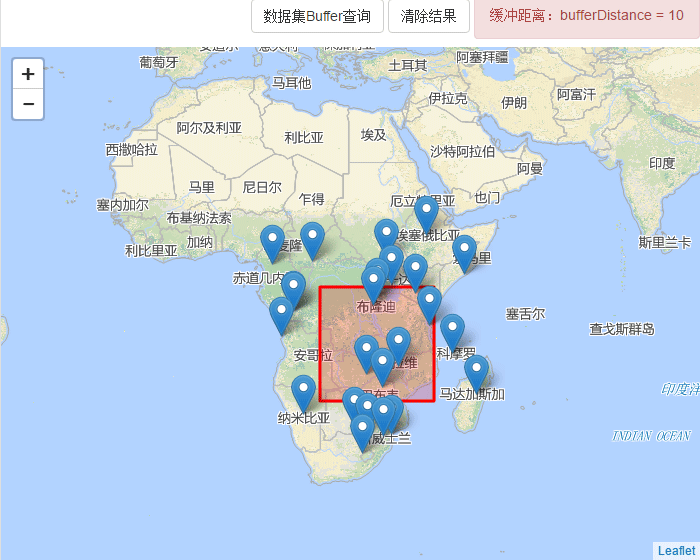 数据集Buffer查询
清除结果
缓冲距离：bufferDistance = 10
+
−
葡萄牙
马耳他
土耳其
阿塞拜疆
伊拉克
伊朗
阿富汗
阿尔及利亚
利比亚
埃及
西撒哈拉
沙特阿拉伯
阿曼
印度
马里
尼日尔
乍得
也门
塞内加尔
布基纳法索
利比里亚
加纳
埃塞俄比亚
斯里兰卡
赤道几内
布隆迪
塞舌尔
查戈斯群岛
安哥拉
科摩罗
马达加斯加
纳米比亚
威士兰
印度洋
INDIAN OCEAN
Leaflet